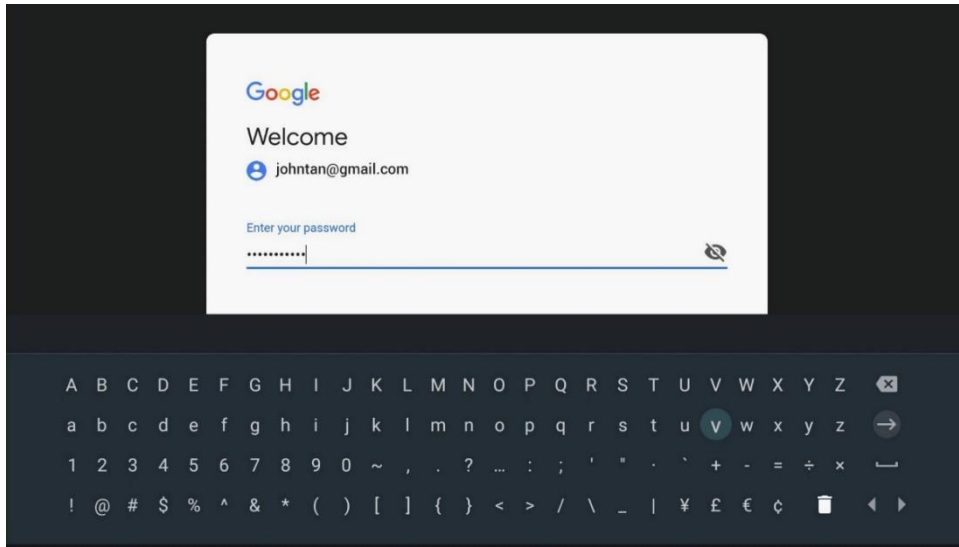 Google
Welcome
johntan@gmail.com
Enter your password
•••••••••••
A B C D E F G H I J K L M N O P Q R S T U V W X Y Z
a b c d e f g h i j k l m n o p q r s t u v w x y z
1 2 3 4 5 6 7 8 9 0 ~ , . ? … : ; ' " · ` + - = ÷ ×
! @ # $ % ^ & * ( ) [ ] { } < > / \ _ | ¥ £ € ¢